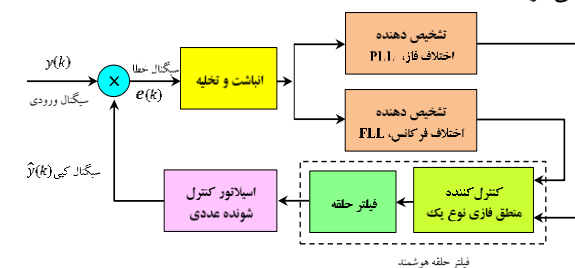 y(k)
سیگنال ورودی
×
سیگنال خطا
e(k)
انباشت و تخلیه
تشخیص دهنده
اختلاف فاز، PLL
تشخیص دهنده
اختلاف فرکانس، FLL
کنترل‌کننده
منطق فازی نوع یک
فیلتر حلقه
اسیلاتور کنترل
شونده عددی
سیگنال کپی ŷ(k)
فیلتر حلقه هوشمند